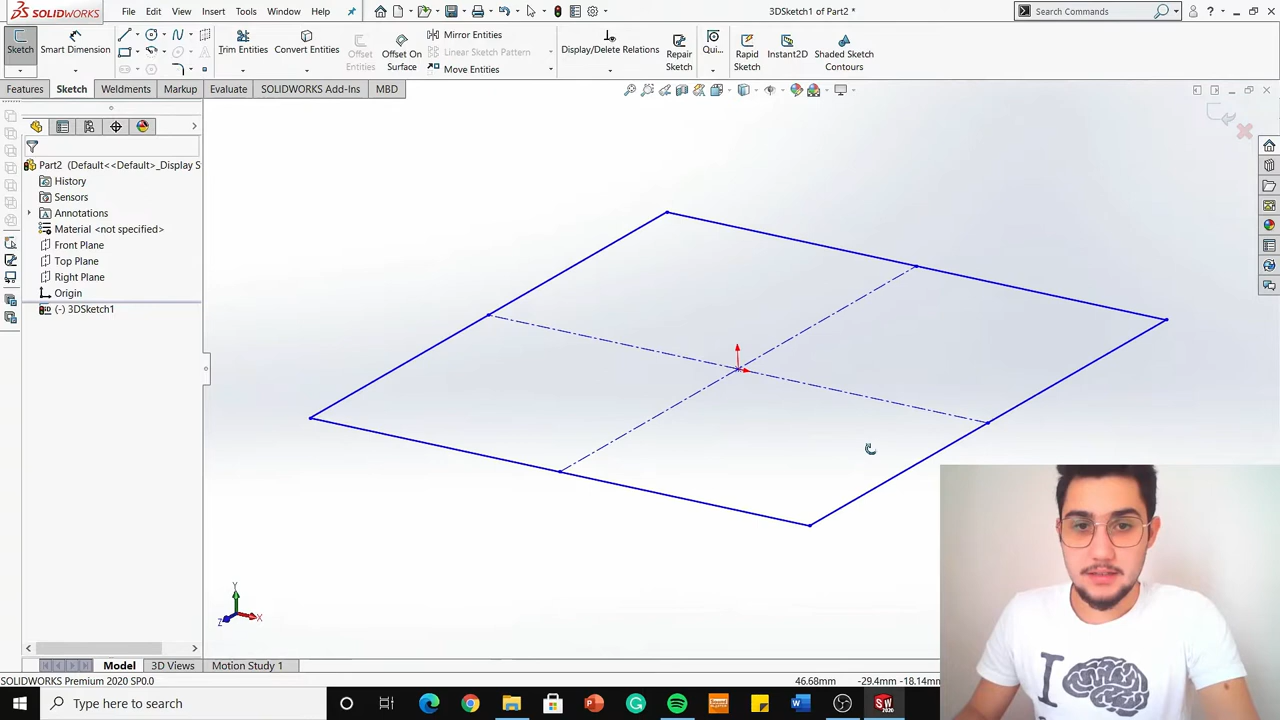 SOLIDWORKS File Edit View Insert Tools Window Help 3DSketch1 of Part2 * Search Commands
Sketch Smart Dimension Trim Entities Convert Entities Offset Entities Offset On Surface Mirror Entities Linear Sketch Pattern Move Entities Display/Delete Relations Repair Sketch Qui... Rapid Sketch Instant2D Shaded Sketch Contours
Features Sketch Weldments Markup Evaluate SOLIDWORKS Add-Ins MBD
Part2 (Default<<Default>_Display S
History
Sensors
Annotations
Material <not specified>
Front Plane
Top Plane
Right Plane
Origin
(-) 3DSketch1
Y
Z X
I
Model 3D Views Motion Study 1
SOLIDWORKS Premium 2020 SP0.0 46.68mm -29.4mm -18.14mm
Type here to search